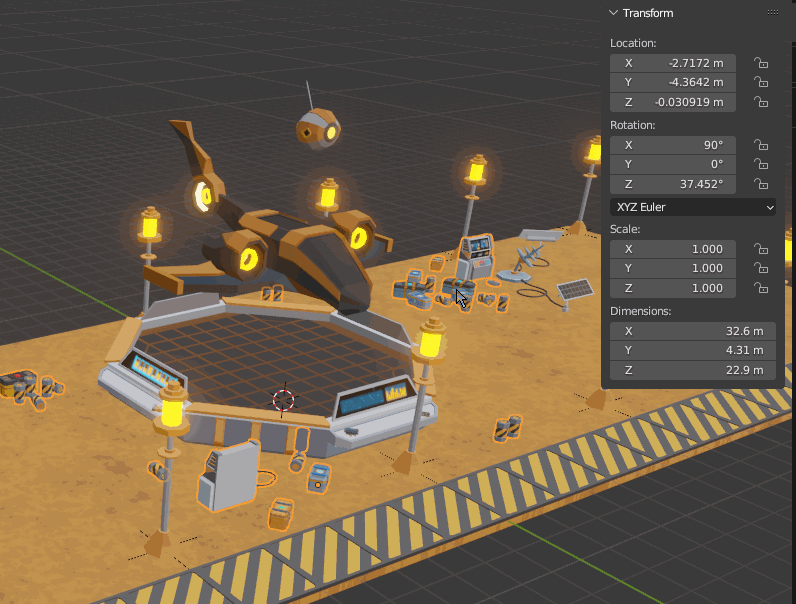 Transform
Location:
X -2.7172 m
Y -4.3642 m
Z -0.030919 m
Rotation:
X 90°
Y 0°
Z 37.452°
XYZ Euler
Scale:
X 1.000
Y 1.000
Z 1.000
Dimensions:
X 32.6 m
Y 4.31 m
Z 22.9 m